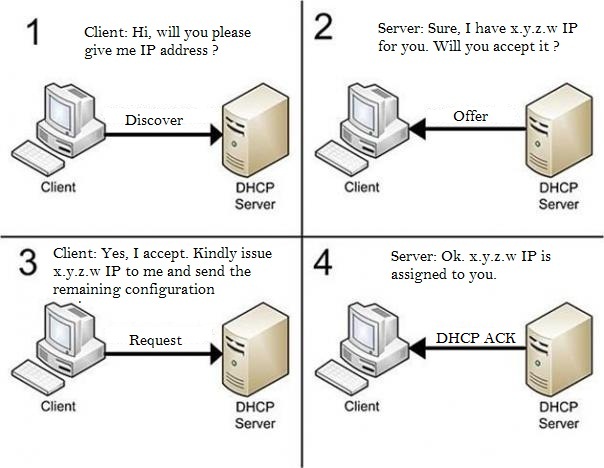 1
Client: Hi, will you please
give me IP address ?
Discover
Client
DHCP
Server
2
Server: Sure, I have x.y.z.w IP
for you. Will you accept it ?
Offer
Client
DHCP
Server
3
Client: Yes, I accept. Kindly issue
x.y.z.w IP to me and send the
remaining configuration
Request
Client
DHCP
Server
4
Server: Ok. x.y.z.w IP is
assigned to you.
DHCP ACK
Client
DHCP
Server